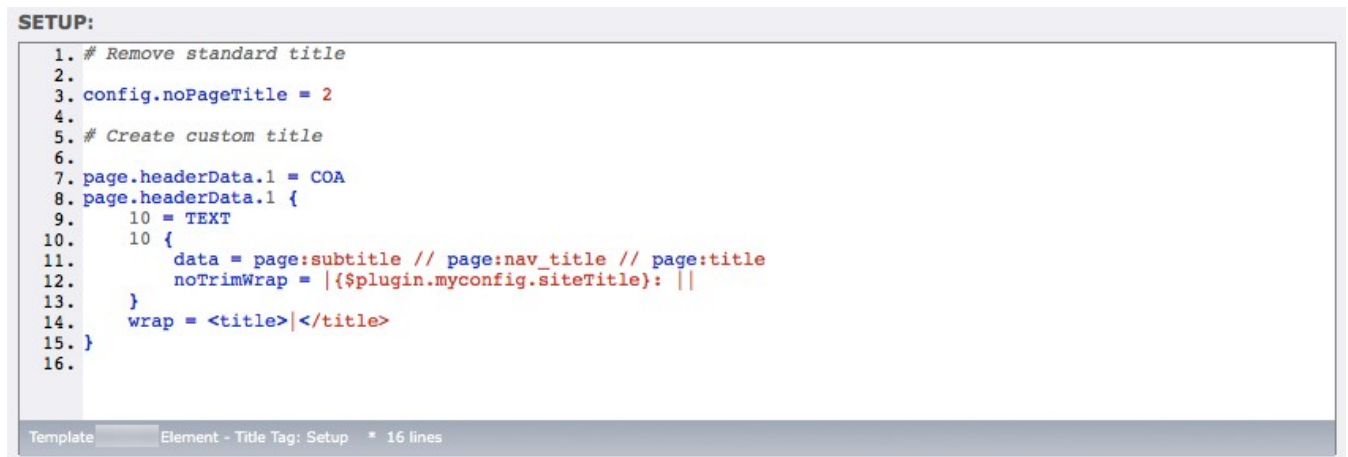 SETUP:
1. # Remove standard title
2.
3. config.noPageTitle = 2
4.
5. # Create custom title
6.
7. page.headerData.1 = COA
8. page.headerData.1 {
9.     10 = TEXT
10.     10 {
11.         data = page:subtitle // page:nav_title // page:title
12.         noTrimWrap = |{$plugin.myconfig.siteTitle}: ||
13.     }
14.     wrap = <title>|</title>
15. }
16.
Template Element - Title Tag: Setup * 16 lines